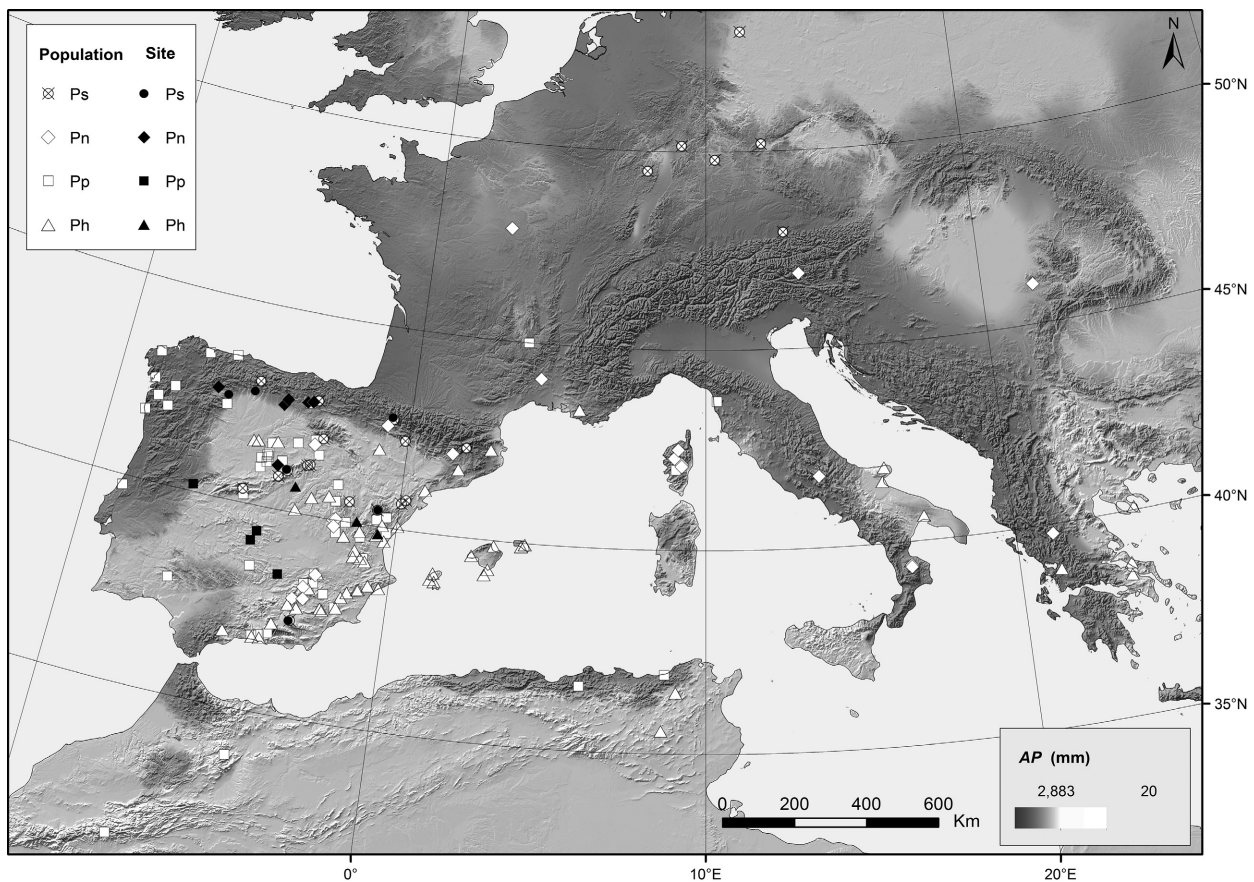 N
Population Site
Ps Ps
Pn Pn
Pp Pp
Ph Ph
50°N
45°N
40°N
35°N
AP (mm)
2,883 20
0 200 400 600
Km
0° 10°E 20°E